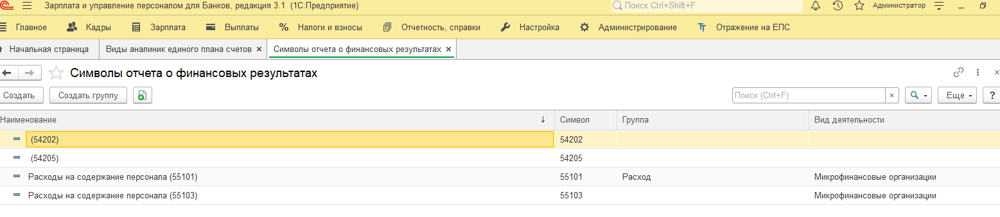 Зарплата и управление персоналом для Банков, редакция 3.1 (1С:Предприятие) Поиск Ctrl+Shift+F Администратор
Главное Кадры Зарплата Выплаты % Налоги и взносы Отчетность, справки Настройка Администрирование Тт Отражение на ЕПС
Начальная страница Виды аналиник единого плана счетов × Символы отчета о финансовых результатах ×
Символы отчета о финансовых результатах
Создать Создать группу Поиск (Ctrl+F) × Еще ?
Наименование ↓ Символ Группа Вид деятельности
(54202) 54202
(54205) 54205
Расходы на содержание персонала (55101) 55101 Расход Микрофинансовые организации
Расходы на содержание персонала (55103) 55103 Микрофинансовые организации